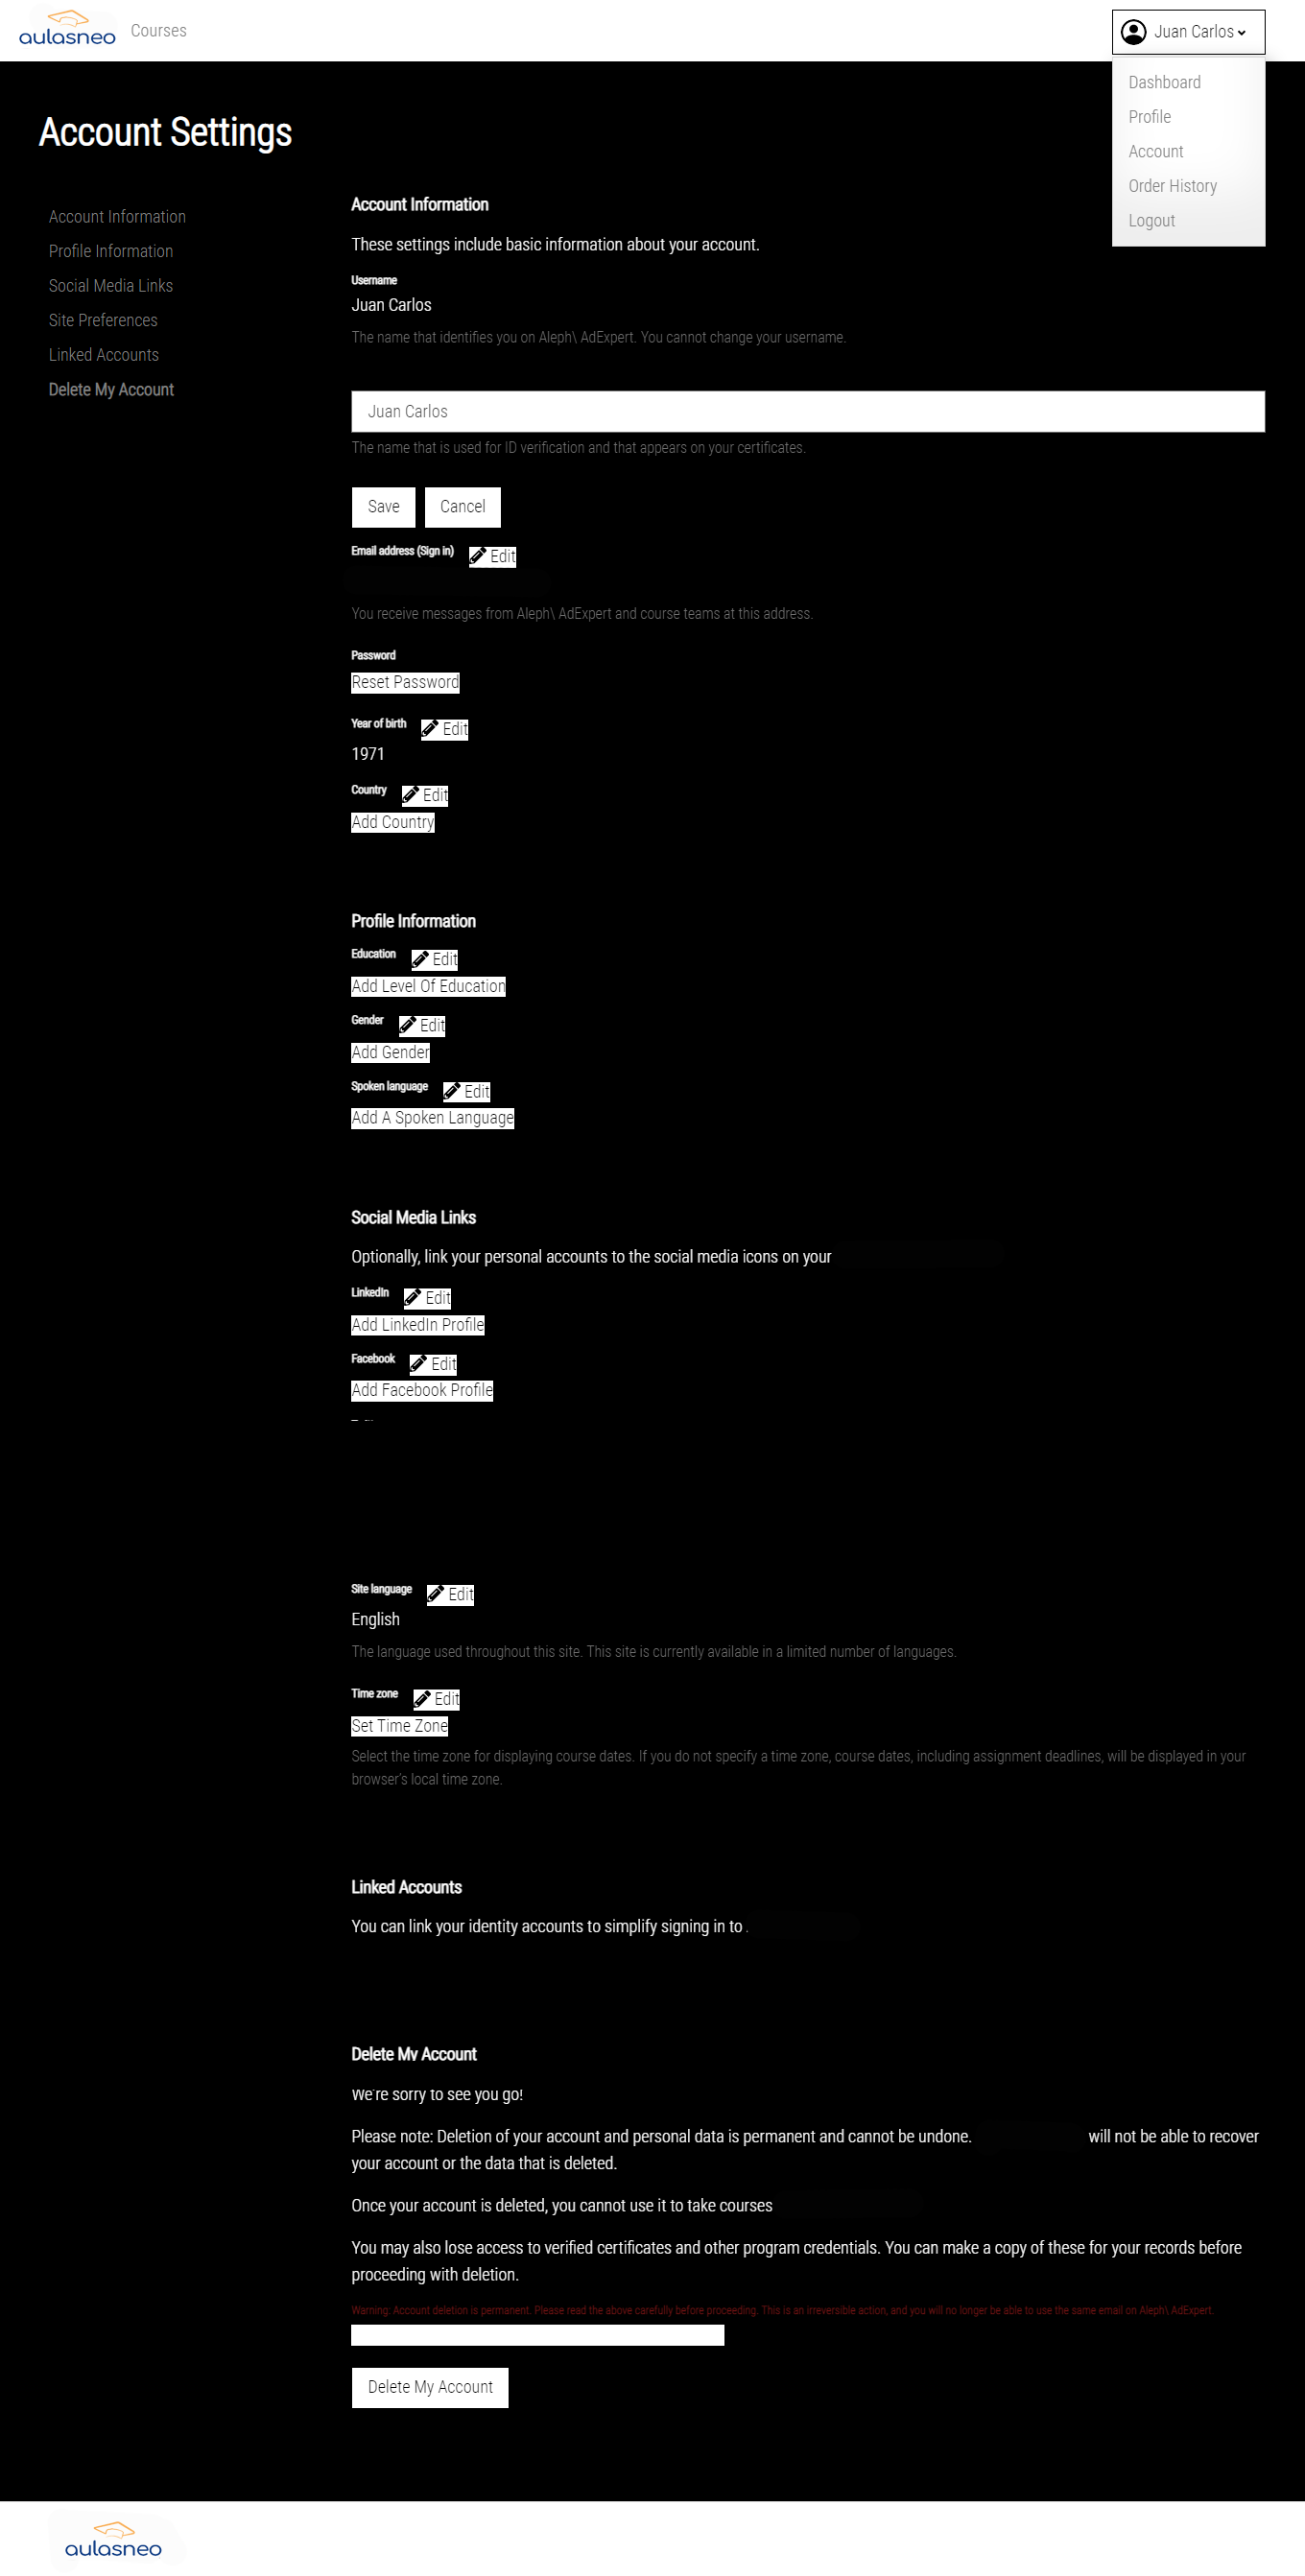 aulasneo
Courses
Juan Carlos
Dashboard
Profile
Account
Order History
Logout
Account Settings
Account Information
Profile Information
Social Media Links
Site Preferences
Linked Accounts
Delete My Account
Account Information
These settings include basic information about your account.
Username
Juan Carlos
The name that identifies you on Aleph\ AdExpert. You cannot change your username.
Juan Carlos
The name that is used for ID verification and that appears on your certificates.
Save Cancel
Email address (Sign in) Edit
You receive messages from Aleph\ AdExpert and course teams at this address.
Password
Reset Password
Year of birth Edit
1971
Country Edit
Add Country
Profile Information
Education Edit
Add Level Of Education
Gender Edit
Add Gender
Spoken language Edit
Add A Spoken Language
Social Media Links
Optionally, link your personal accounts to the social media icons on your
LinkedIn Edit
Add LinkedIn Profile
Facebook Edit
Add Facebook Profile
Site language Edit
English
The language used throughout this site. This site is currently available in a limited number of languages.
Time zone Edit
Set Time Zone
Select the time zone for displaying course dates. If you do not specify a time zone, course dates, including assignment deadlines, will be displayed in your
browser's local time zone.
Linked Accounts
You can link your identity accounts to simplify signing in to
Delete My Account
We're sorry to see you go!
Please note: Deletion of your account and personal data is permanent and cannot be undone. will not be able to recover
your account or the data that is deleted.
Once your account is deleted, you cannot use it to take courses
You may also lose access to verified certificates and other program credentials. You can make a copy of these for your records before
proceeding with deletion.
Warning: Account deletion is permanent. Please read the above carefully before proceeding. This is an irreversible action, and you will no longer be able to use the same email on Aleph\ AdExpert.
Delete My Account
aulasneo